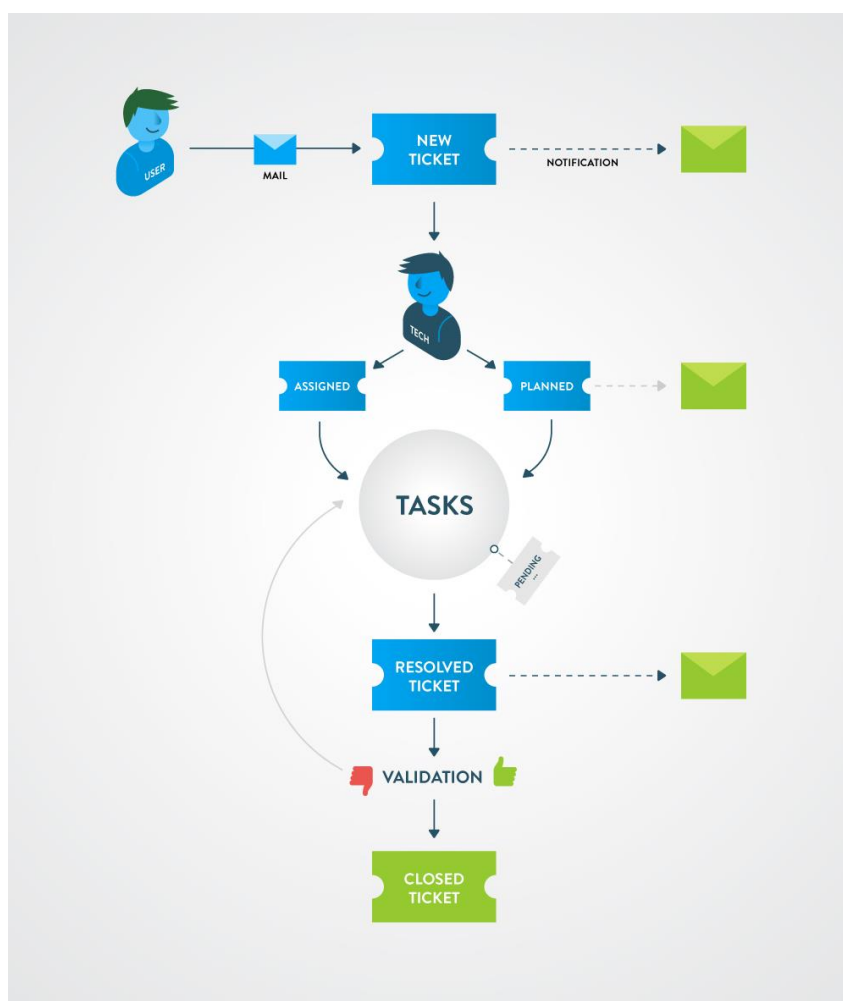 USER
MAIL
NEW
TICKET
NOTIFICATION
TECH
ASSIGNED
PLANNED
TASKS
PENDING
...
RESOLVED
TICKET
VALIDATION
CLOSED
TICKET